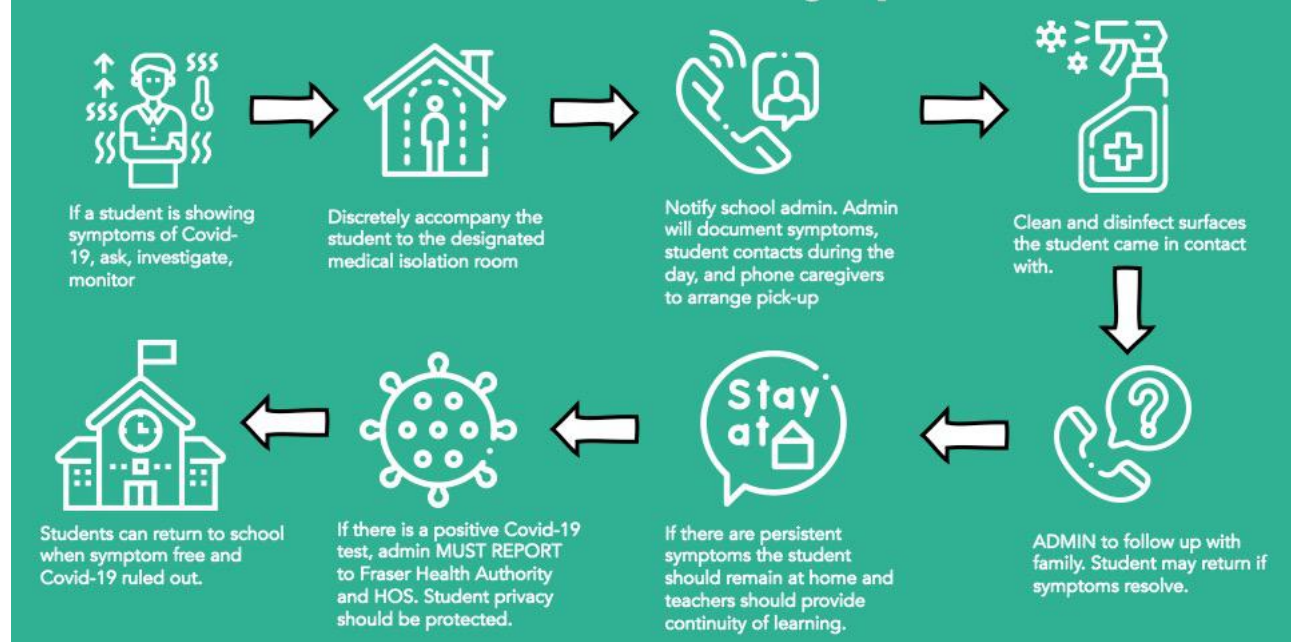 If a student is showing
symptoms of Covid-
19, ask, investigate,
monitor
Discretely accompany the
student to the designated
medical isolation room
Notify school admin. Admin
will document symptoms,
student contacts during the
day, and phone caregivers
to arrange pick-up
Clean and disinfect surfaces
the student came in contact
with.
ADMIN to follow up with
family. Student may return if
symptoms resolve.
Stay
at
If there are persistent
symptoms the student
should remain at home and
teachers should provide
continuity of learning.
If there is a positive Covid-19
test, admin MUST REPORT
to Fraser Health Authority
and HOS. Student privacy
should be protected.
Students can return to school
when symptom free and
Covid-19 ruled out.